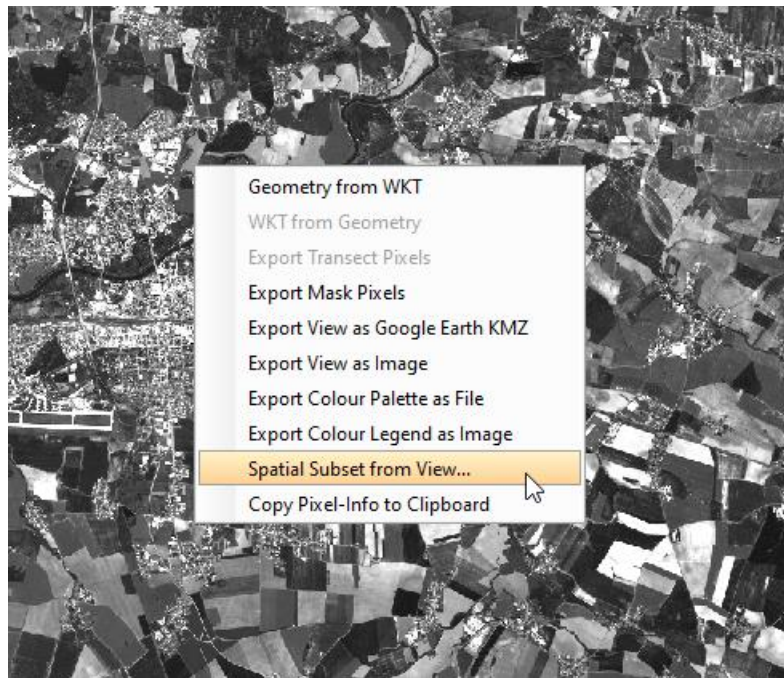 Geometry from WKT
WKT from Geometry
Export Transect Pixels
Export Mask Pixels
Export View as Google Earth KMZ
Export View as Image
Export Colour Palette as File
Export Colour Legend as Image
Spatial Subset from View...
Copy Pixel-Info to Clipboard